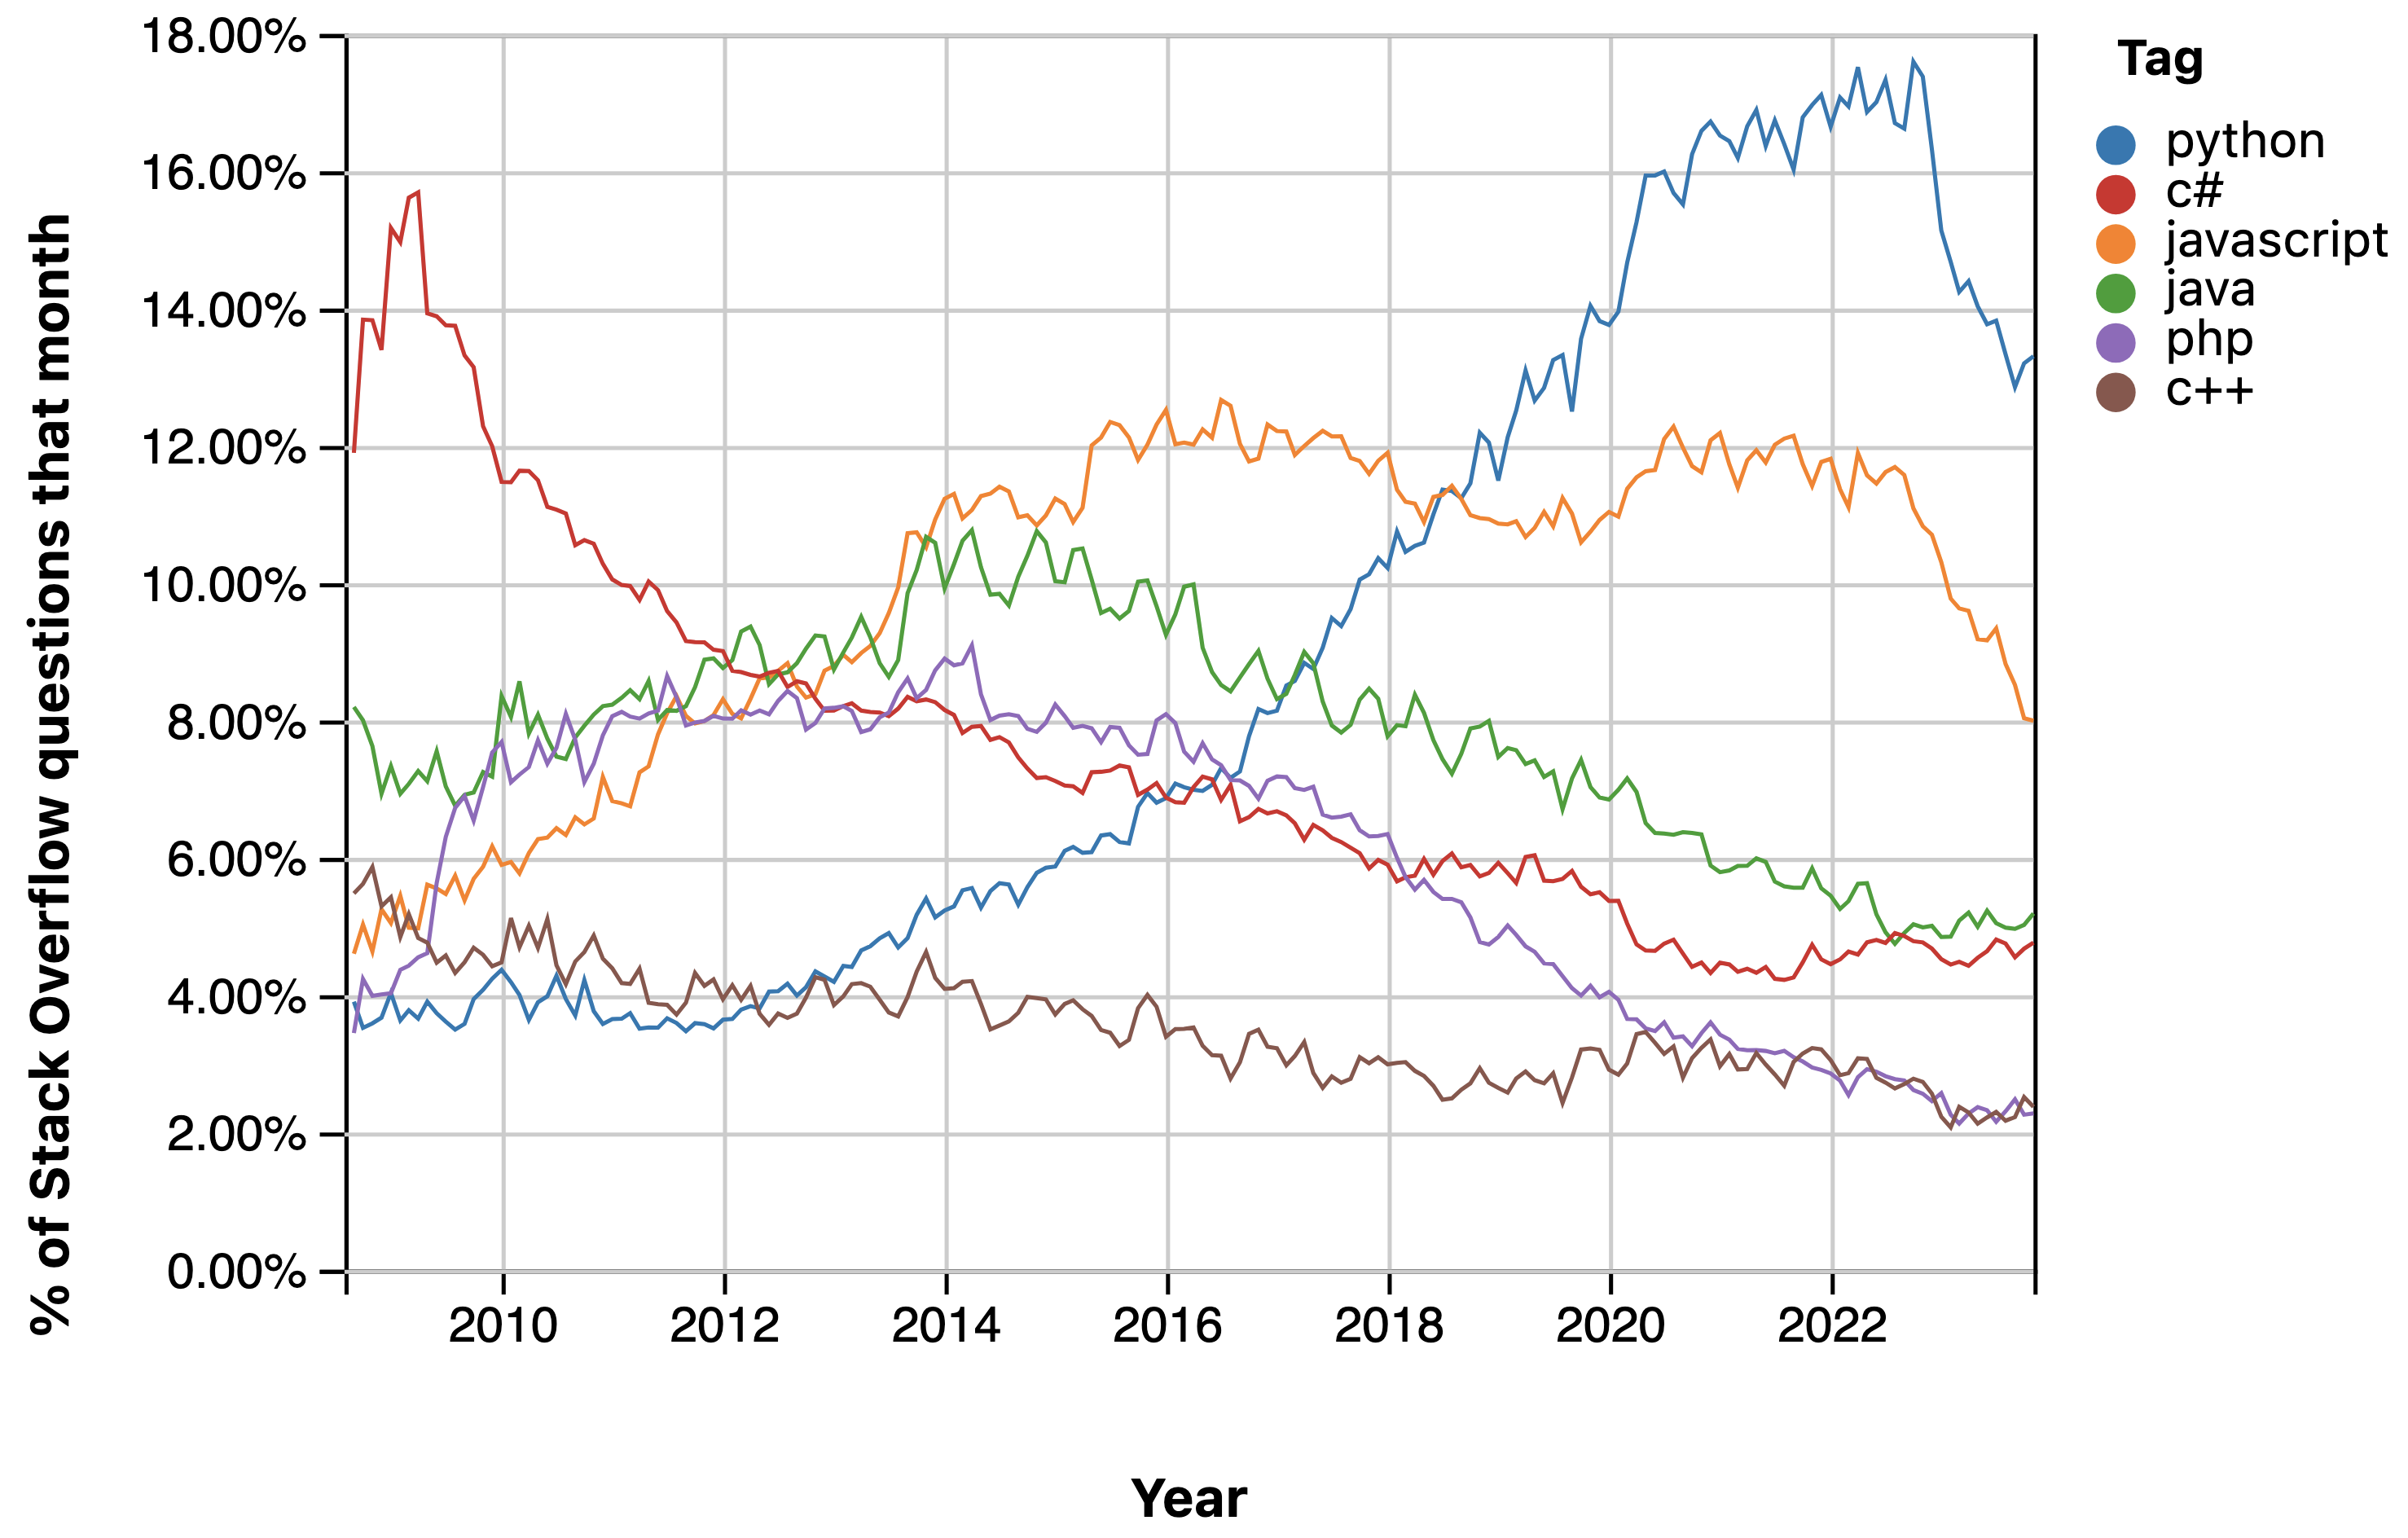 % of Stack Overflow questions that month
18.00%
16.00%
14.00%
12.00%
10.00%
8.00%
6.00%
4.00%
2.00%
0.00%
2010 2012 2014 2016 2018 2020 2022
Year
Tag
python
c#
javascript
java
php
c++